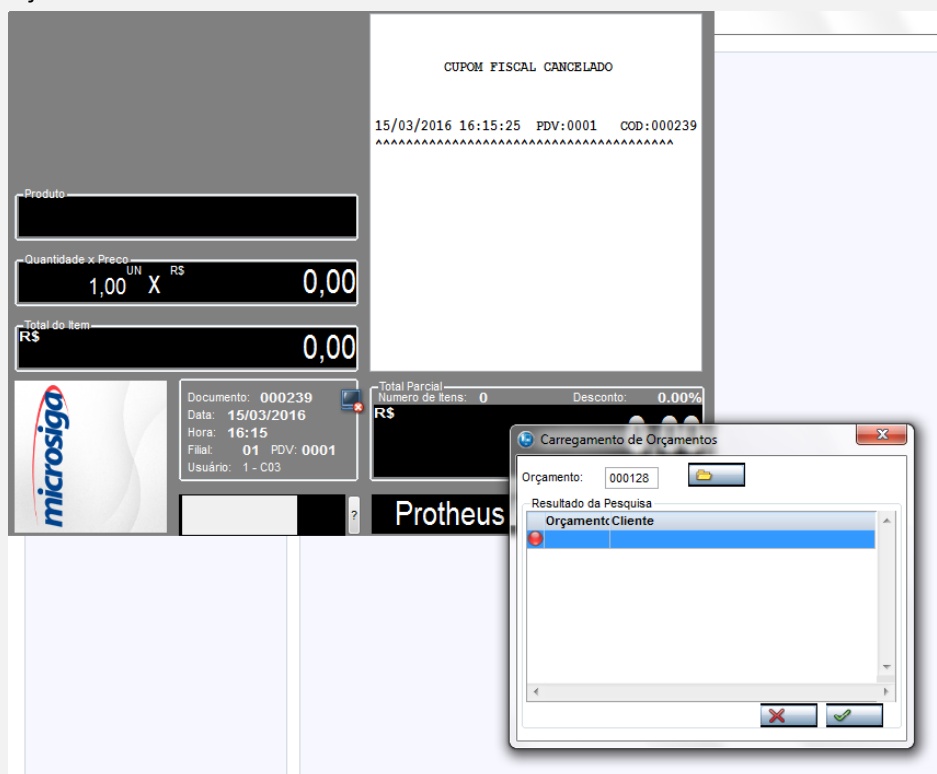 CUPOM FISCAL CANCELADO
15/03/2016 16:15:25 PDV:0001 COD:000239
^^^^^^^^^^^^^^^^^^^^^^^^^^^^^^^^^^^^^^^
Produto
Quantidade x Preço
1,00 UN X R$ 0,00
Total do Item
R$ 0,00
microsiga
Documento: 000239
Data: 15/03/2016
Hora: 16:15
Filial: 01 PDV: 0001
Usuário: 1 - C03
Total Parcial
Numero de Itens: 0 Desconto: 0.00%
R$
?
Protheus
Carregamento de Orçamentos
Orçamento: 000128
Resultado da Pesquisa
Orçamento Cliente